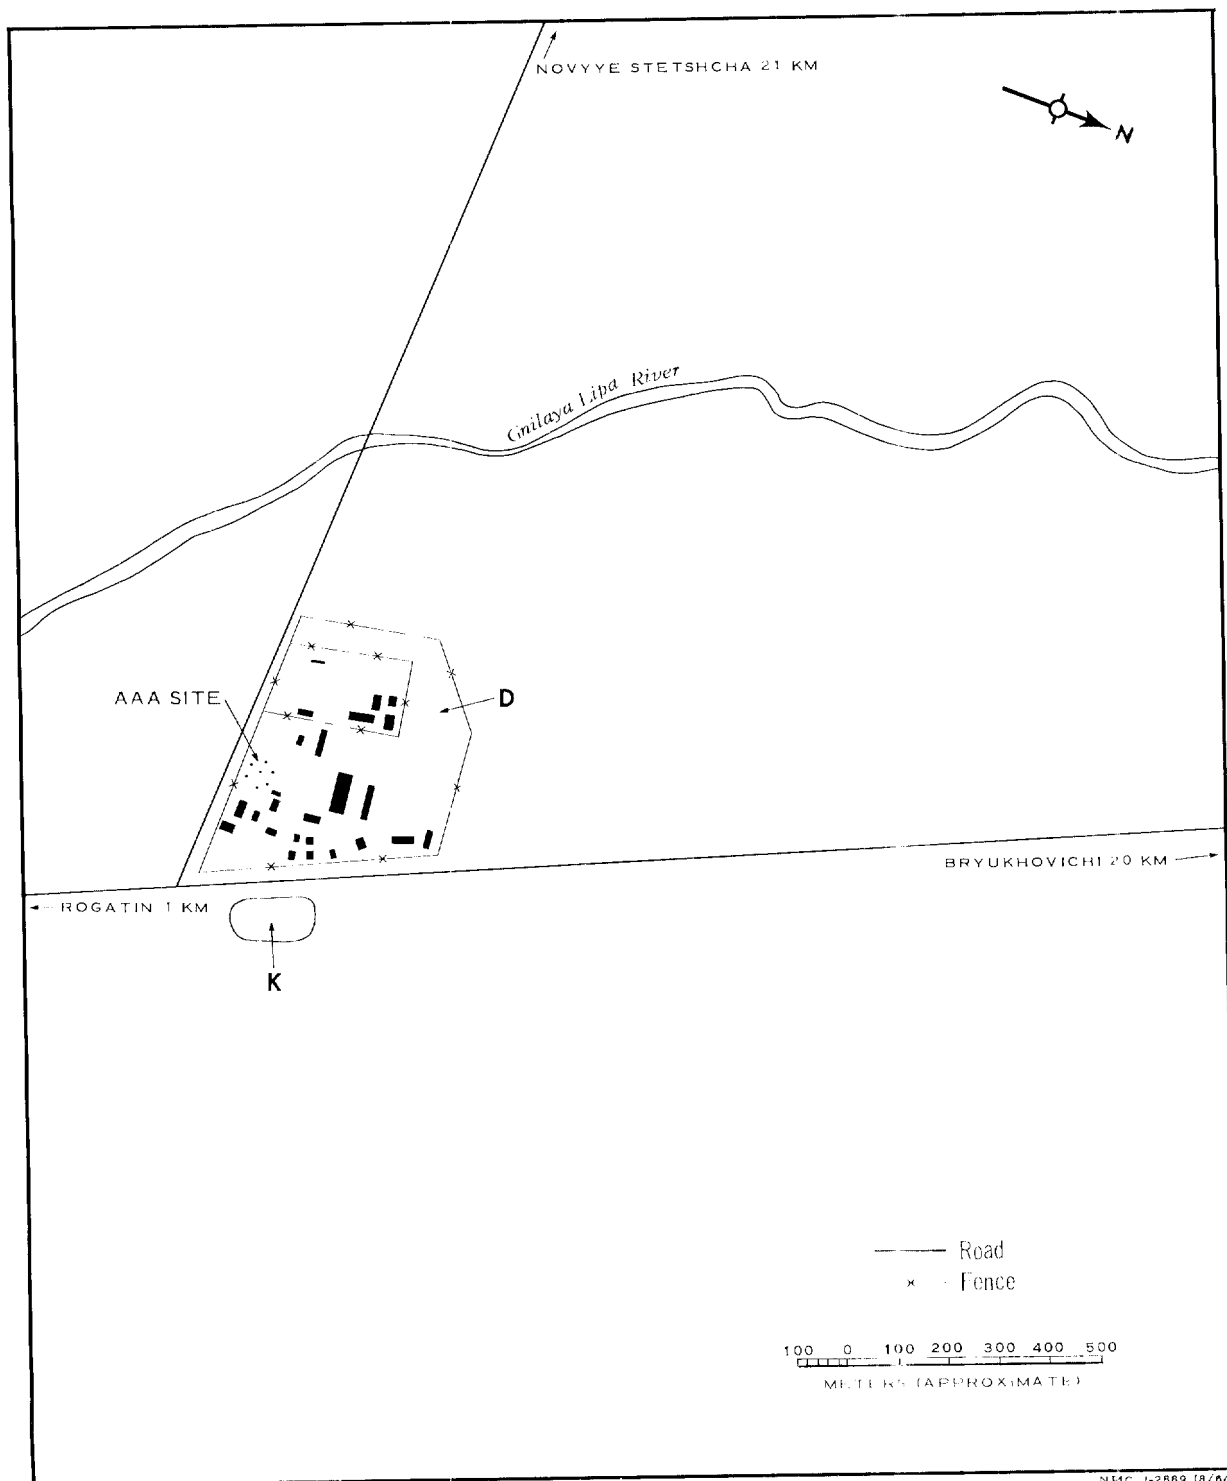 NOVYYE STETSHCHA 21 KM
N
Gnilaya Lipa River
AAA SITE
D
BRYUKHOVICHI 20 KM
ROGATIN 1 KM
K
Road
Fence
100 0 100 200 300 400 500
METERS (APPROXIMATE)